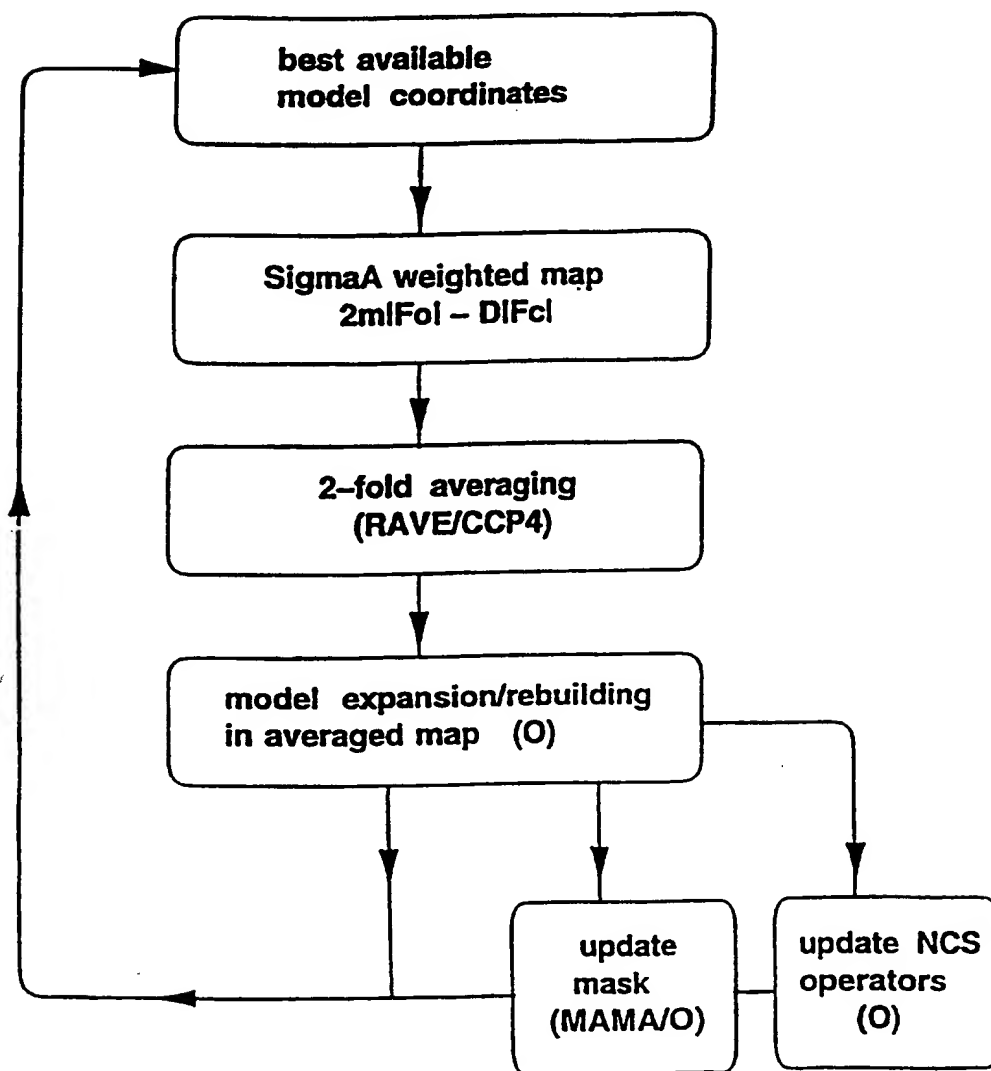 best available
model coordinates
SigmaA weighted map
2m|Fo| – D|Fc|
2–fold averaging
(RAVE/CCP4)
model expansion/rebuilding
in averaged map (O)
update
mask
(MAMA/O)
update NCS
operators
(O)